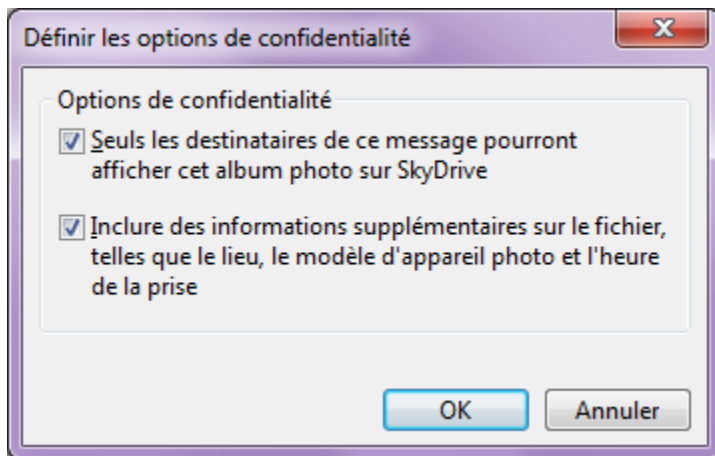 Définir les options de confidentialité
Options de confidentialité
Seuls les destinataires de ce message pourront
afficher cet album photo sur SkyDrive
Inclure des informations supplémentaires sur le fichier,
telles que le lieu, le modèle d'appareil photo et l'heure
de la prise
OK
Annuler